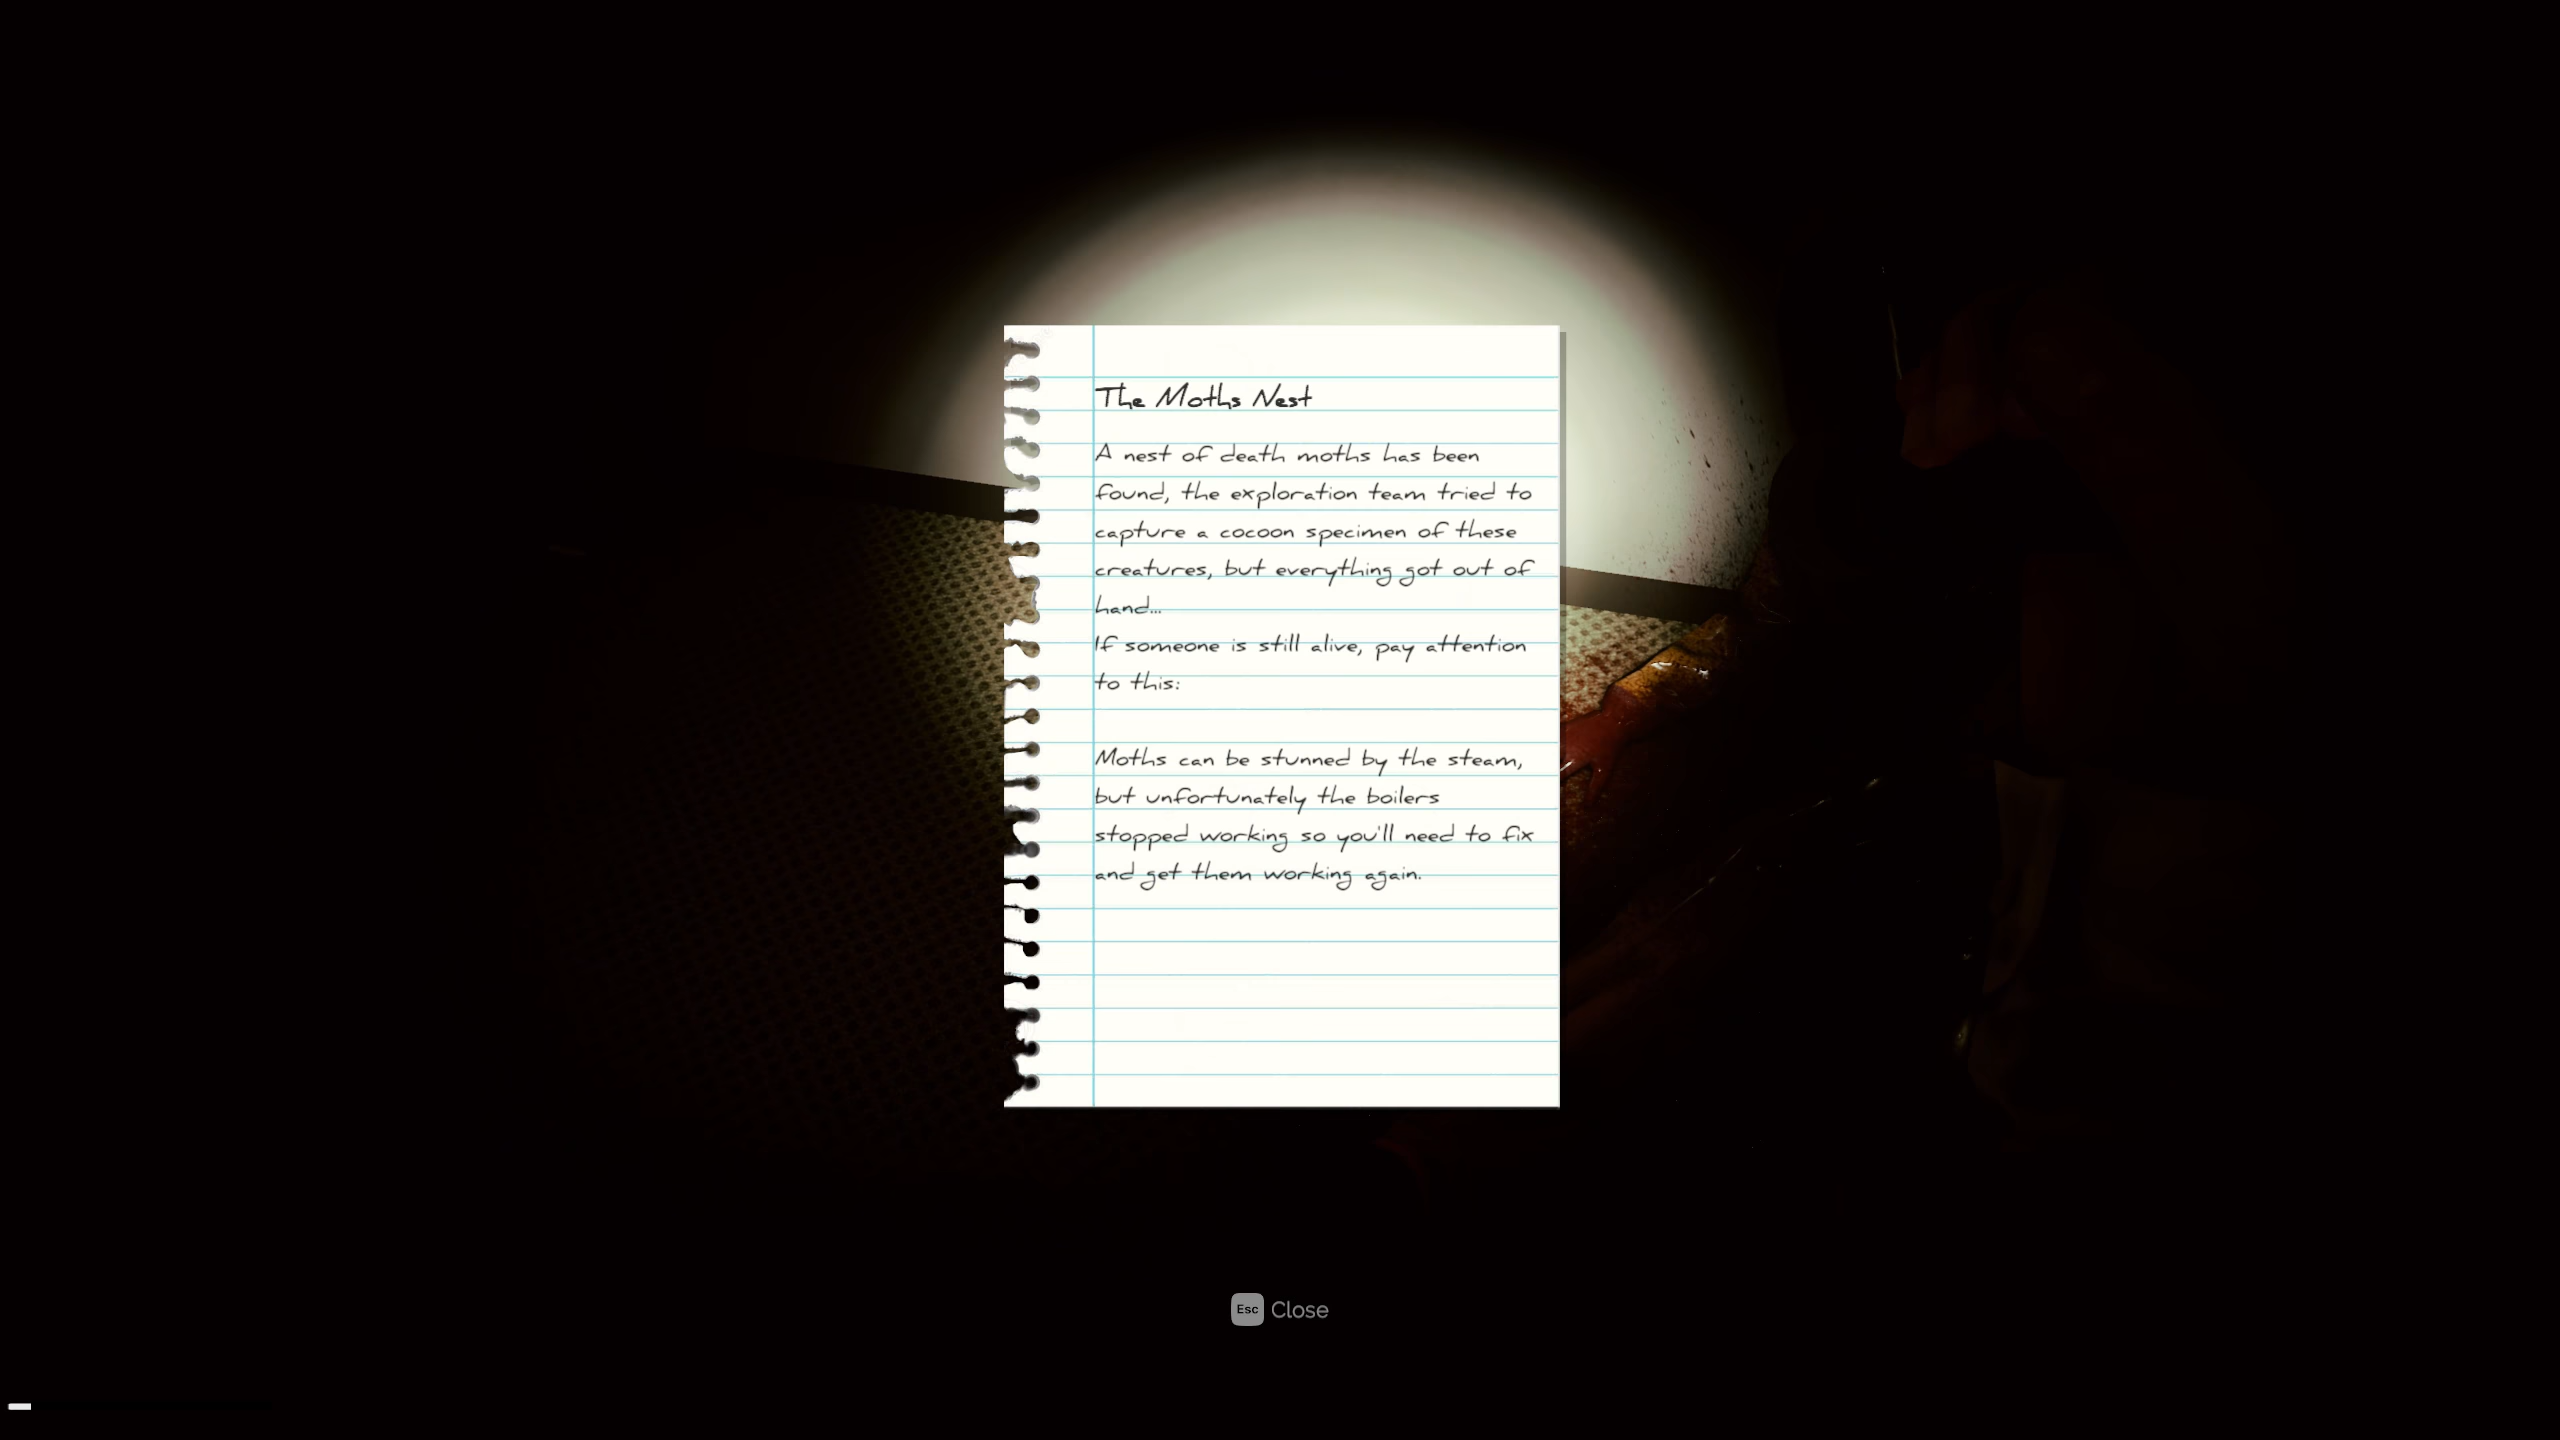 The Moths Nest
A nest of death moths has been
found, the exploration team tried to
capture a cocoon specimen of these
creatures, but everything got out of
hand...
If someone is still alive, pay attention
to this:
Moths can be stunned by the steam,
but unfortunately the boilers
stopped working so you'll need to fix
and get them working again.
Esc Close